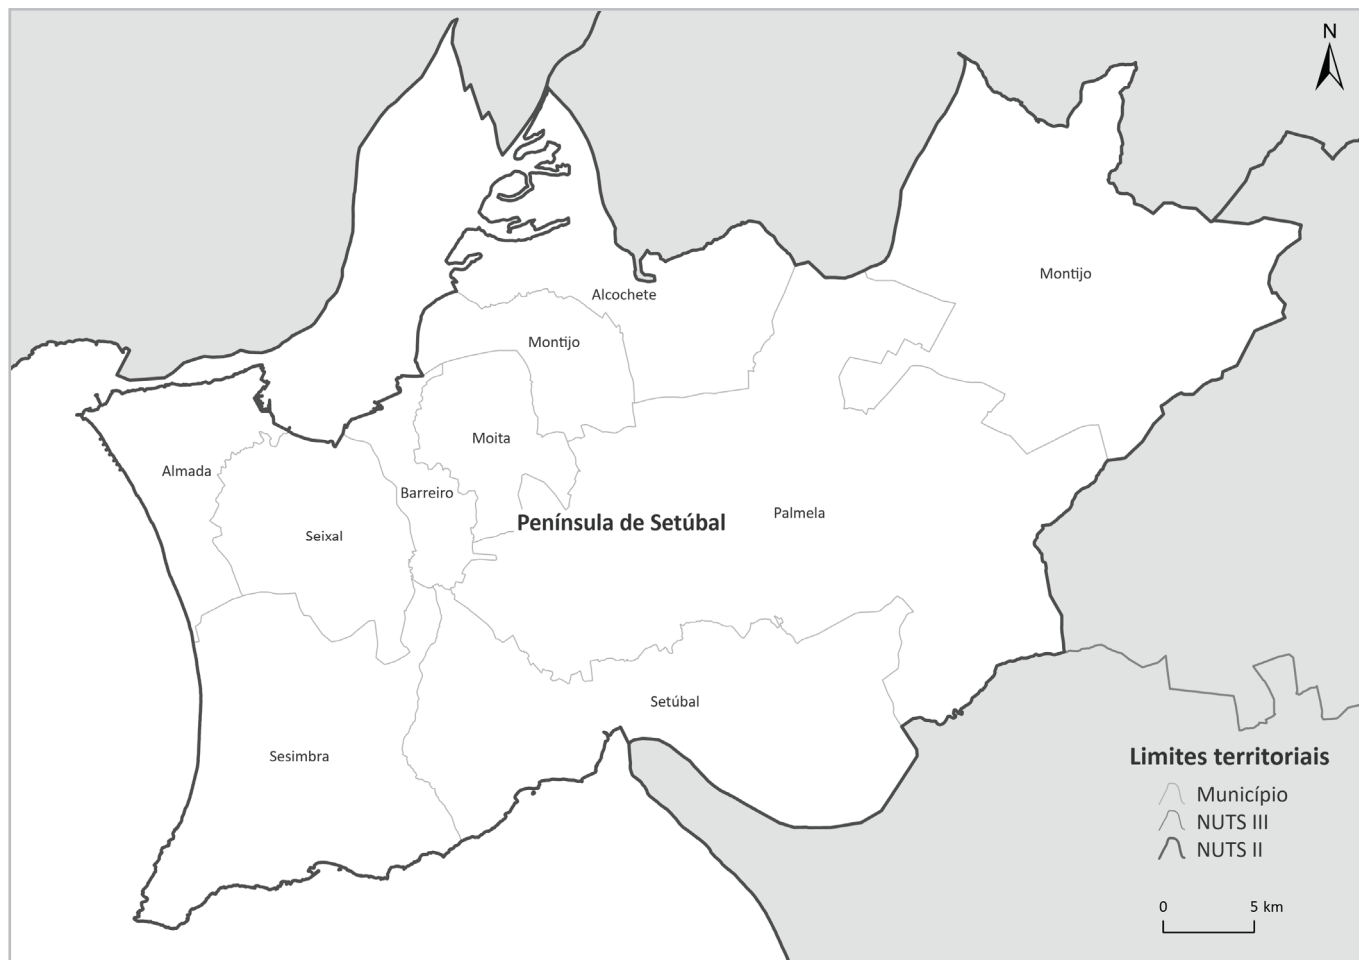 N
Montijo
Alcochete
Montijo
Moita
Almada
Barreiro
Palmela
Península de Setúbal
Seixal
Setúbal
Sesimbra
Limites territoriais
Município
NUTS III
NUTS II
0 5 km